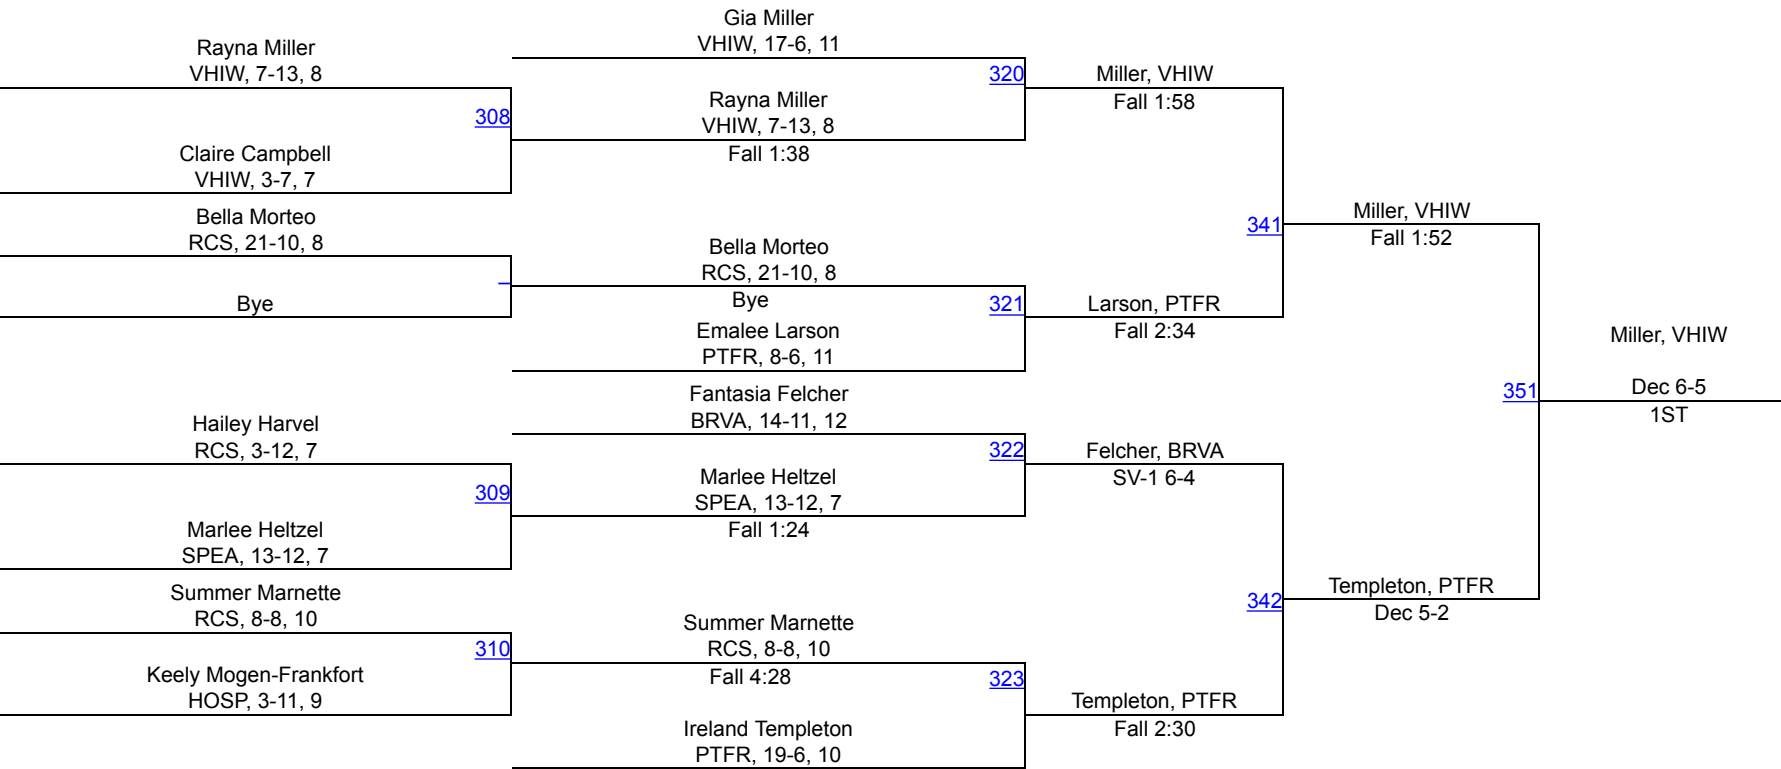 Rayna Miller
VHIW, 7-13, 8
308
Claire Campbell
VHIW, 3-7, 7
Bella Morteo
RCS, 21-10, 8
Bye
Hailey Harvel
RCS, 3-12, 7
309
Marlee Heltzel
SPEA, 13-12, 7
Summer Marnette
RCS, 8-8, 10
310
Keely Mogen-Frankfort
HOSP, 3-11, 9
Gia Miller
VHIW, 17-6, 11
320
Rayna Miller
VHIW, 7-13, 8
Fall 1:38
Bella Morteo
RCS, 21-10, 8
Bye
321
Emalee Larson
PTFR, 8-6, 11
Fantasia Felcher
BRVA, 14-11, 12
322
Marlee Heltzel
SPEA, 13-12, 7
Fall 1:24
Summer Marnette
RCS, 8-8, 10
Fall 4:28
323
Ireland Templeton
PTFR, 19-6, 10
Miller, VHIW
Fall 1:58
341
Larson, PTFR
Fall 2:34
Felcher, BRVA
SV-1 6-4
342
Templeton, PTFR
Fall 2:30
Miller, VHIW
Fall 1:52
351
Templeton, PTFR
Dec 5-2
Miller, VHIW
Dec 6-5
1ST